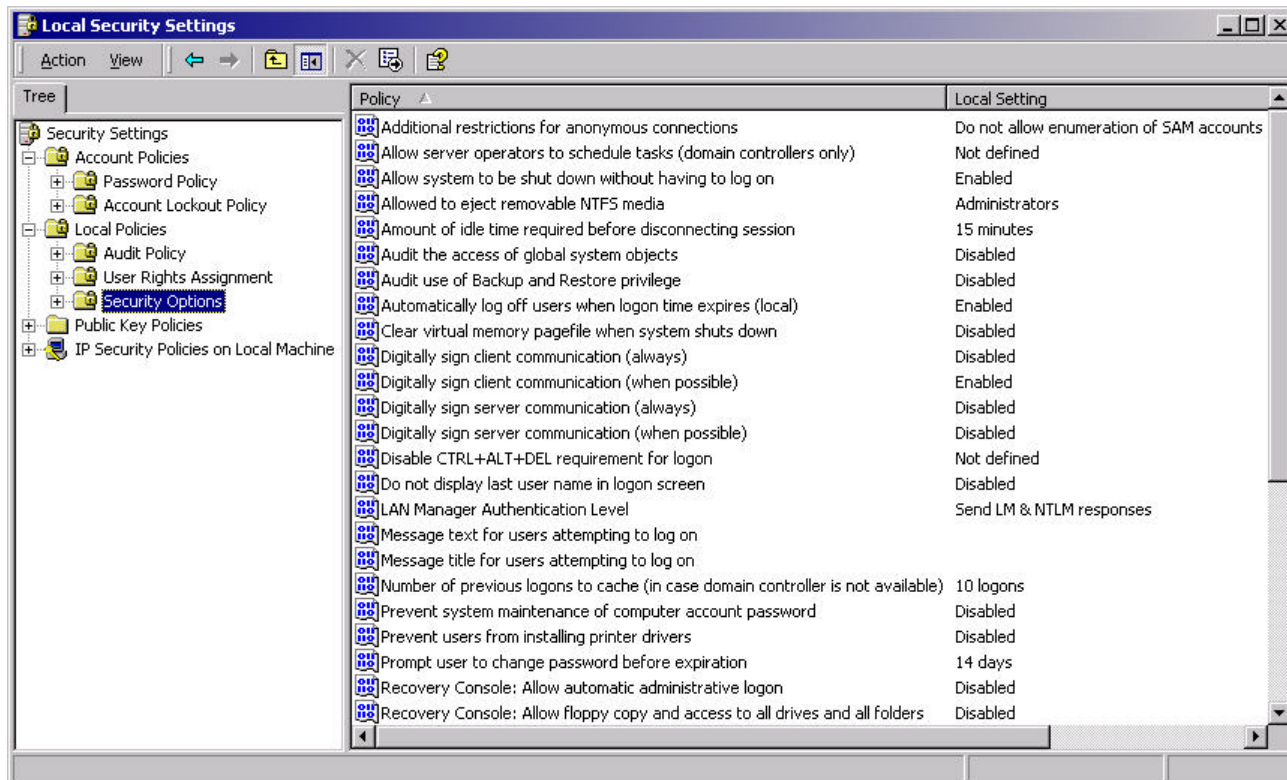 Local Security Settings
Action View
Tree
Security Settings
Account Policies
Password Policy
Account Lockout Policy
Local Policies
Audit Policy
User Rights Assignment
Security Options
Public Key Policies
IP Security Policies on Local Machine
Policy Local Setting
Additional restrictions for anonymous connections Do not allow enumeration of SAM accounts
Allow server operators to schedule tasks (domain controllers only) Not defined
Allow system to be shut down without having to log on Enabled
Allowed to eject removable NTFS media Administrators
Amount of idle time required before disconnecting session 15 minutes
Audit the access of global system objects Disabled
Audit use of Backup and Restore privilege Disabled
Automatically log off users when logon time expires (local) Enabled
Clear virtual memory pagefile when system shuts down Disabled
Digitally sign client communication (always) Disabled
Digitally sign client communication (when possible) Enabled
Digitally sign server communication (always) Disabled
Digitally sign server communication (when possible) Disabled
Disable CTRL+ALT+DEL requirement for logon Not defined
Do not display last user name in logon screen Disabled
LAN Manager Authentication Level Send LM & NTLM responses
Message text for users attempting to log on
Message title for users attempting to log on
Number of previous logons to cache (in case domain controller is not available) 10 logons
Prevent system maintenance of computer account password Disabled
Prevent users from installing printer drivers Disabled
Prompt user to change password before expiration 14 days
Recovery Console: Allow automatic administrative logon Disabled
Recovery Console: Allow floppy copy and access to all drives and all folders Disabled